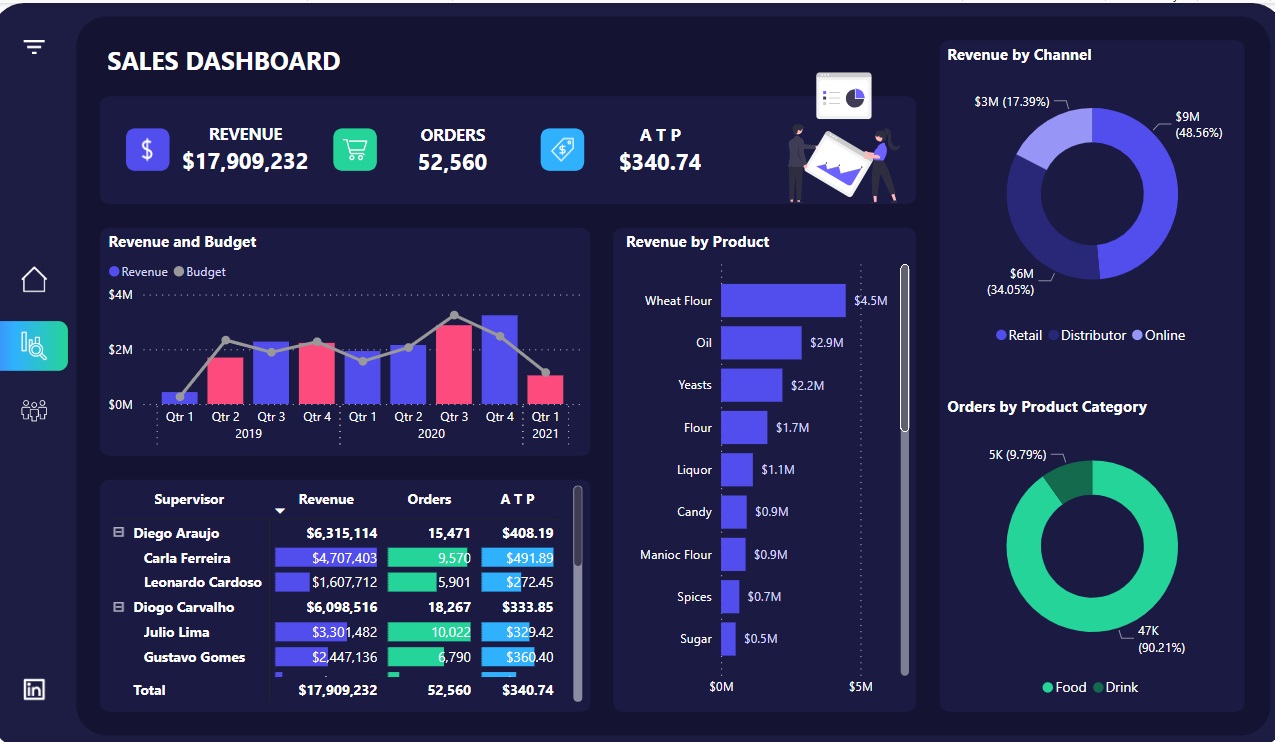 SALES DASHBOARD
REVENUE
$17,909,232
ORDERS
52,560
A T P
$340.74
Revenue and Budget
Revenue Budget
$4M
$2M
$0M
Qtr 1 Qtr 2 Qtr 3 Qtr 4 Qtr 1 Qtr 2 Qtr 3 Qtr 4 Qtr 1
2019 2020 2021
Supervisor Revenue Orders A T P
Diego Araujo $6,315,114 15,471 $408.19
Carla Ferreira $4,707,403 9,570 $491.89
Leonardo Cardoso $1,607,712 5,901 $272.45
Diogo Carvalho $6,098,516 18,267 $333.85
Julio Lima $3,301,482 10,022 $329.42
Gustavo Gomes $2,447,136 6,790 $360.40
Total $17,909,232 52,560 $340.74
Revenue by Product
Wheat Flour $4.5M
Oil $2.9M
Yeasts $2.2M
Flour $1.7M
Liquor $1.1M
Candy $0.9M
Manioc Flour $0.9M
Spices $0.7M
Sugar $0.5M
$0M $5M
Revenue by Channel
$3M (17.39%)
$9M
(48.56%)
$6M
(34.05%)
Retail Distributor Online
Orders by Product Category
5K (9.79%)
47K
(90.21%)
Food Drink
in